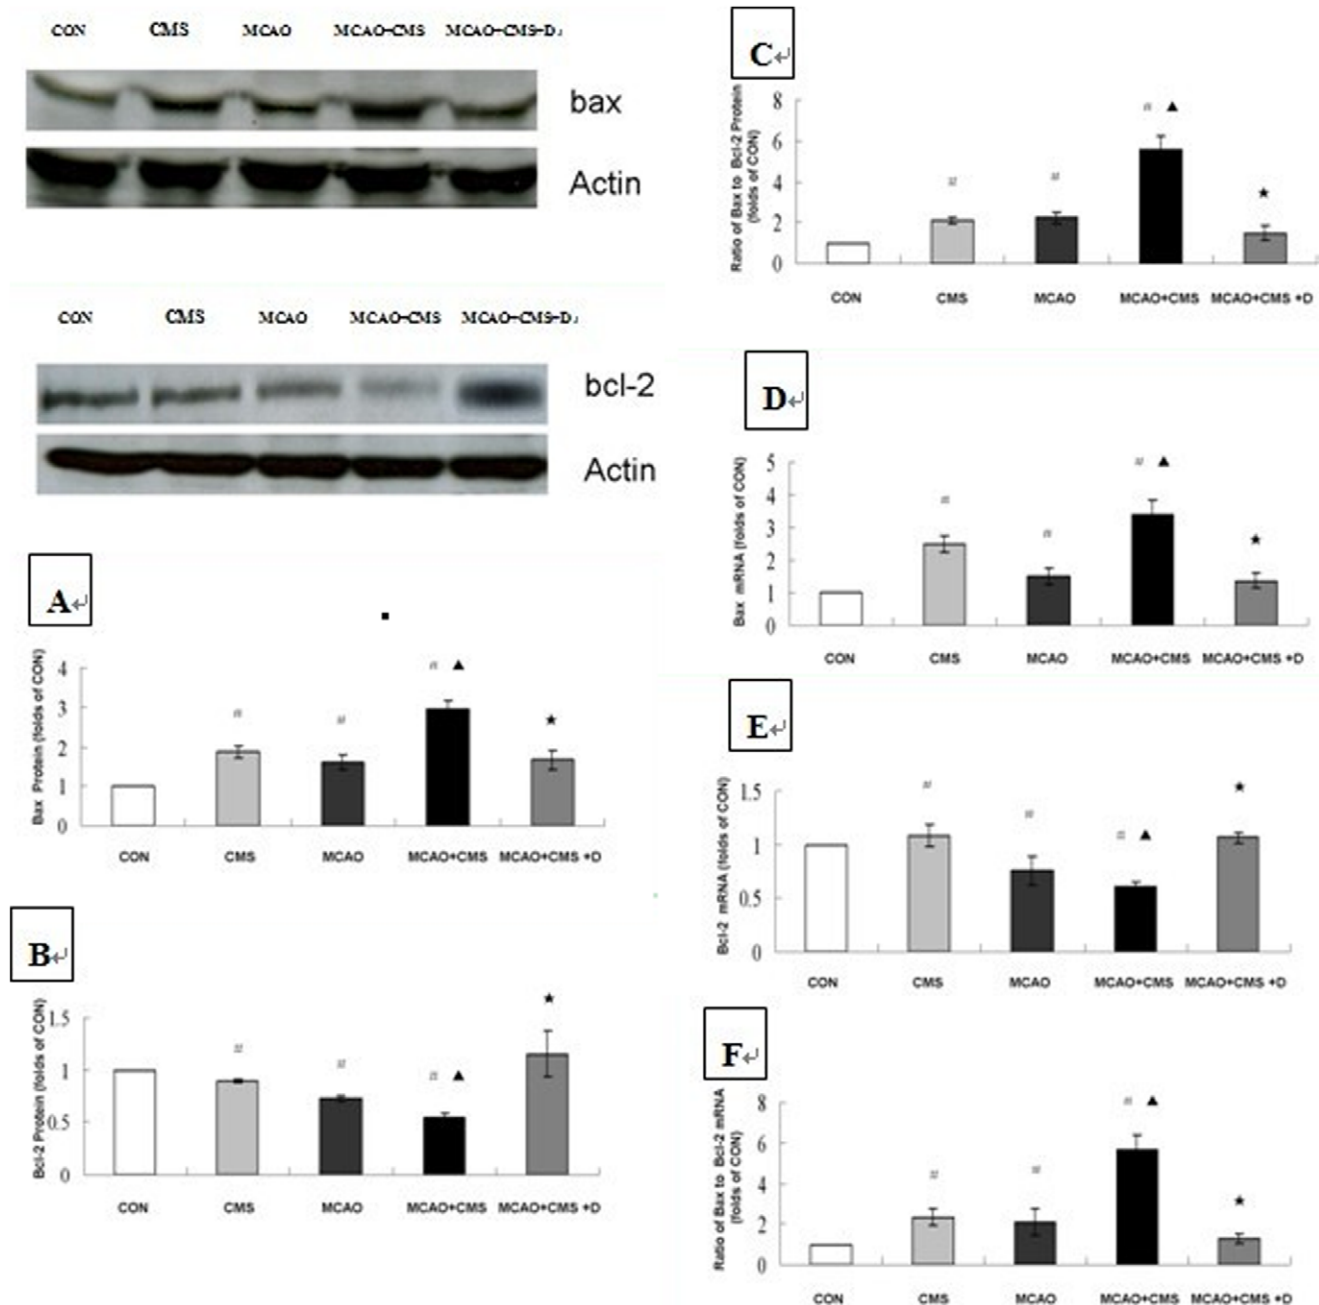 CON CMS MCAO MCAO+CMS MCAO+CMS+D
bax
Actin
CON CMS MCAO MCAO+CMS MCAO+CMS+D
bcl-2
Actin
A↵
Bax Protein (folds of CON)
4
3
2
1
0
# # # ▲ ★
CON CMS MCAO MCAO+CMS MCAO+CMS +D
B↵
Bcl-2 Protein (folds of CON)
1.5
1
0.5
0
# # # ▲ ★
CON CMS MCAO MCAO+CMS MCAO+CMS +D
C↵
Ratio of Bax to Bcl-2 Protein
(folds of CON)
8
6
4
2
0
# # # ▲ ★
CON CMS MCAO MCAO+CMS MCAO+CMS +D
D↵
Bax mRNA (folds of CON)
5
4
3
2
1
0
# # # ▲ ★
CON CMS MCAO MCAO+CMS MCAO+CMS +D
E↵
Bcl-2 mRNA (folds of CON)
1.5
1
0.5
0
# # # ▲ ★
CON CMS MCAO MCAO+CMS MCAO+CMS +D
F↵
Ratio of Bax to Bcl-2 mRNA
(folds of CON)
8
6
4
2
0
# # # ▲ ★
CON CMS MCAO MCAO+CMS MCAO+CMS +D